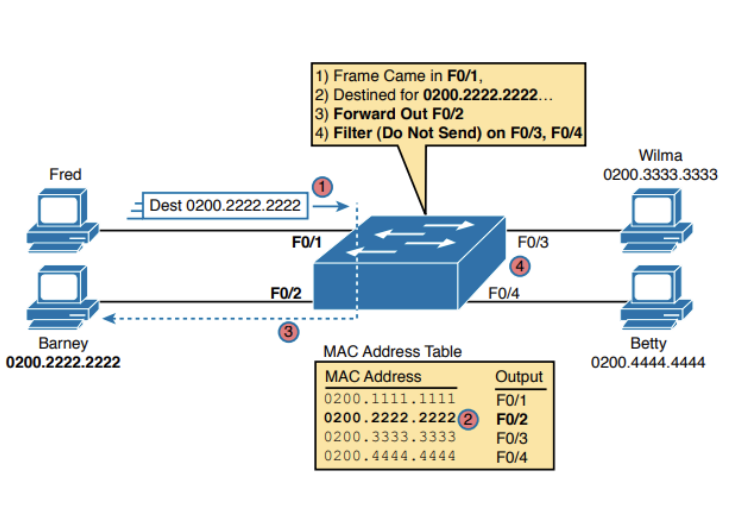 1) Frame Came in F0/1,
2) Destined for 0200.2222.2222...
3) Forward Out F0/2
4) Filter (Do Not Send) on F0/3, F0/4
Fred
Wilma
0200.3333.3333
Dest 0200.2222.2222
1
F0/1
F0/3
4
F0/2
F0/4
3
Barney
0200.2222.2222
Betty
0200.4444.4444
MAC Address Table
MAC Address Output
0200.1111.1111 F0/1
0200.2222.2222 2 F0/2
0200.3333.3333 F0/3
0200.4444.4444 F0/4